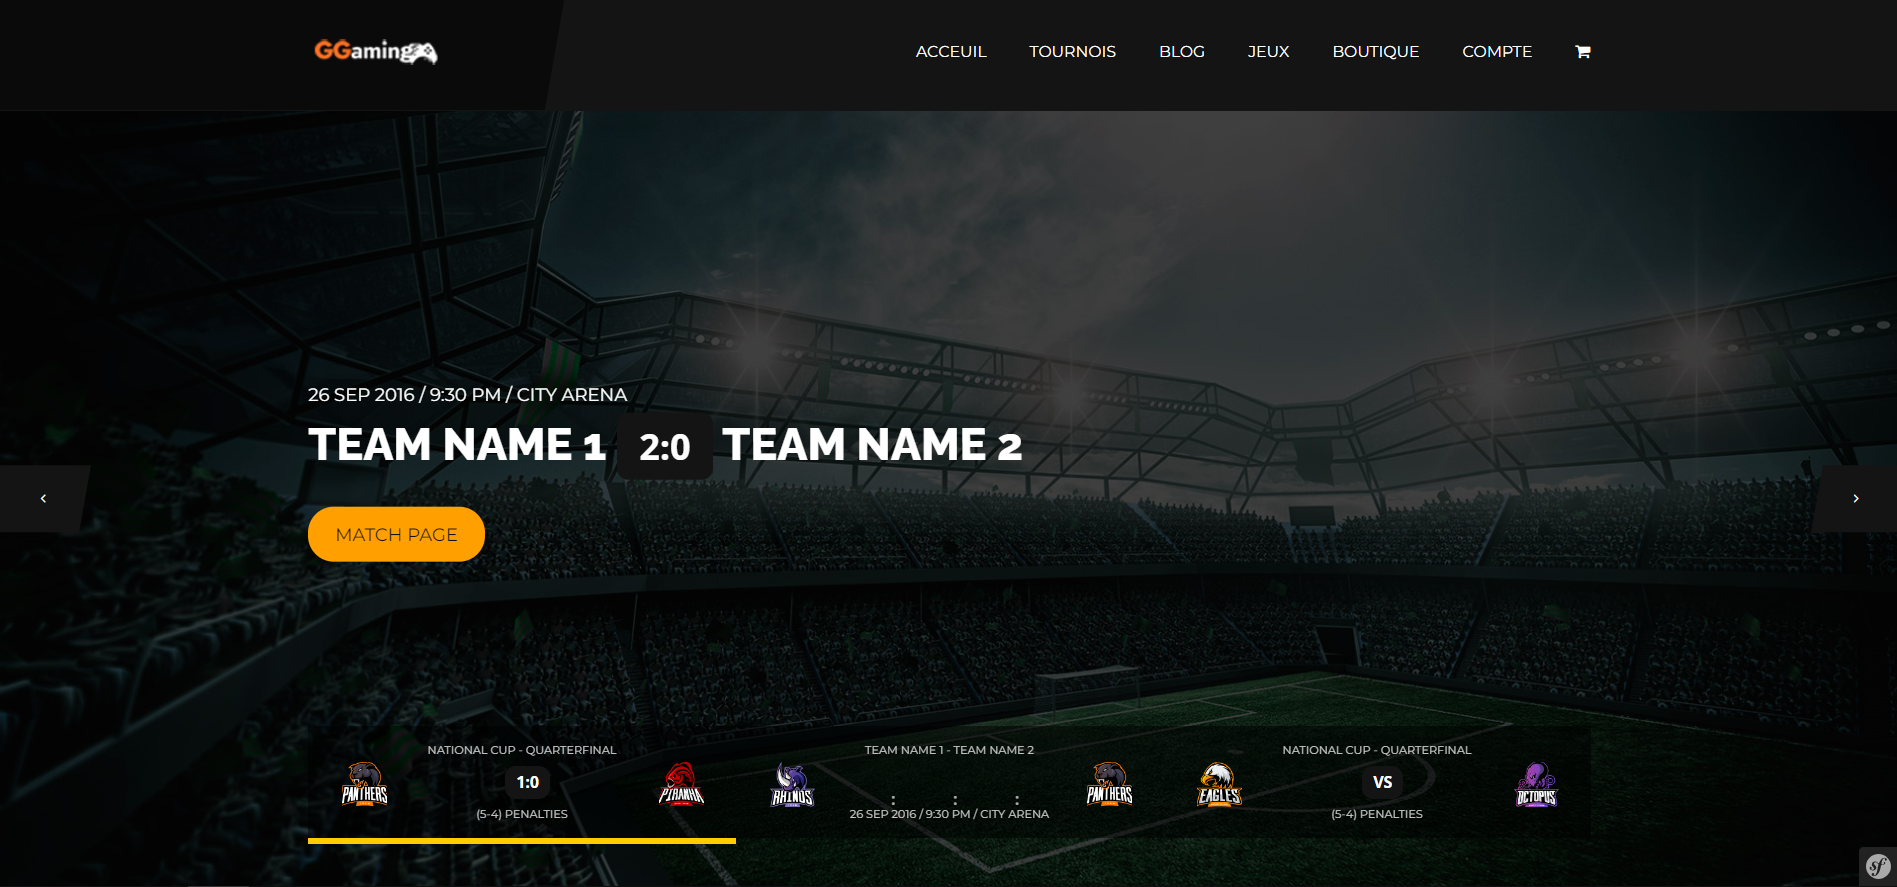 GGaming
ACCEUIL TOURNOIS BLOG JEUX BOUTIQUE COMPTE
26 SEP 2016 / 9:30 PM / CITY ARENA
TEAM NAME 1 2:0 TEAM NAME 2
MATCH PAGE
NATIONAL CUP - QUARTERFINAL
PANTHERS 1:0 PIRANHA
(5-4) PENALTIES
TEAM NAME 1 - TEAM NAME 2
RHINOS : : : PANTHERS
26 SEP 2016 / 9:30 PM / CITY ARENA
NATIONAL CUP - QUARTERFINAL
EAGLES VS OCTOPUS
(5-4) PENALTIES
sf